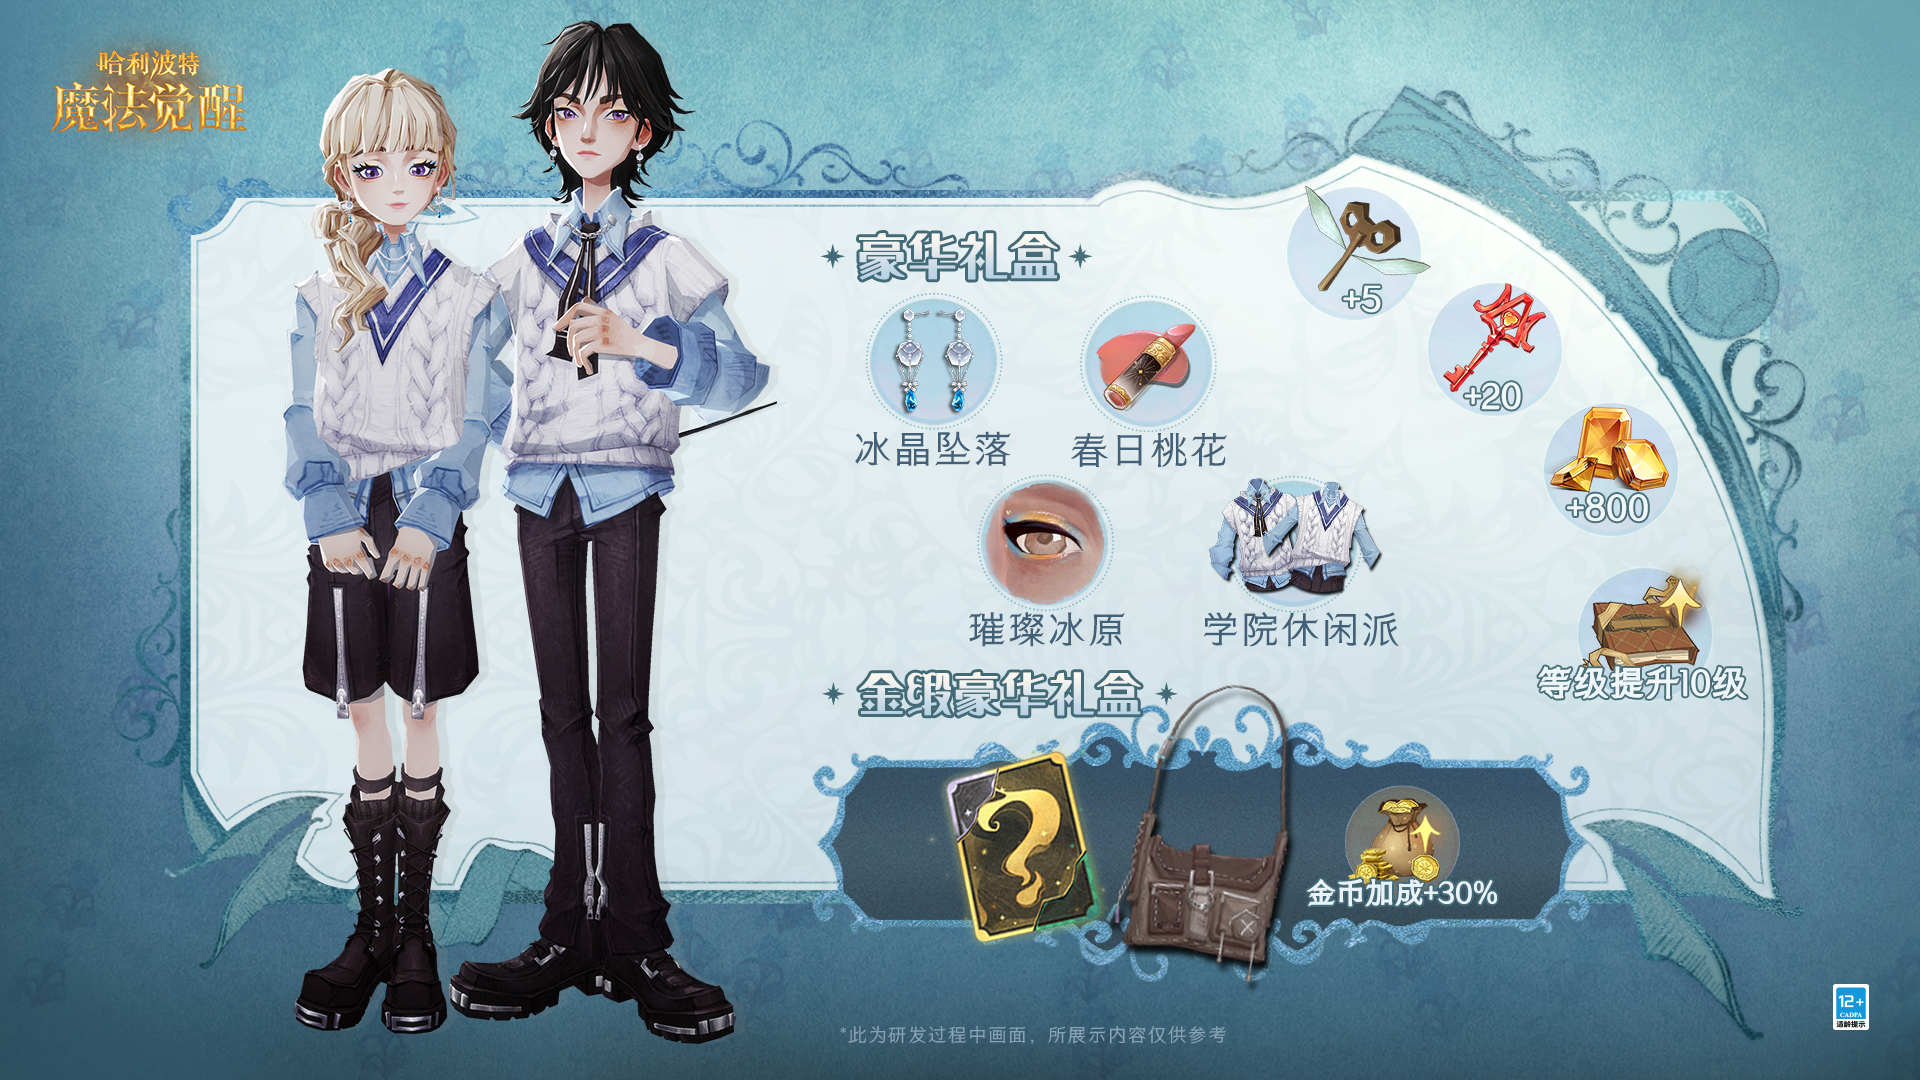 哈利波特
魔法觉醒
豪华礼盒
冰晶坠落
春日桃花
璀璨冰原
学院休闲派
+5
+20
+800
等级提升10级
金缎豪华礼盒
金币加成+30%
*此为研发过程中画面，所展示内容仅供参考
12+
CADPA
适龄提示